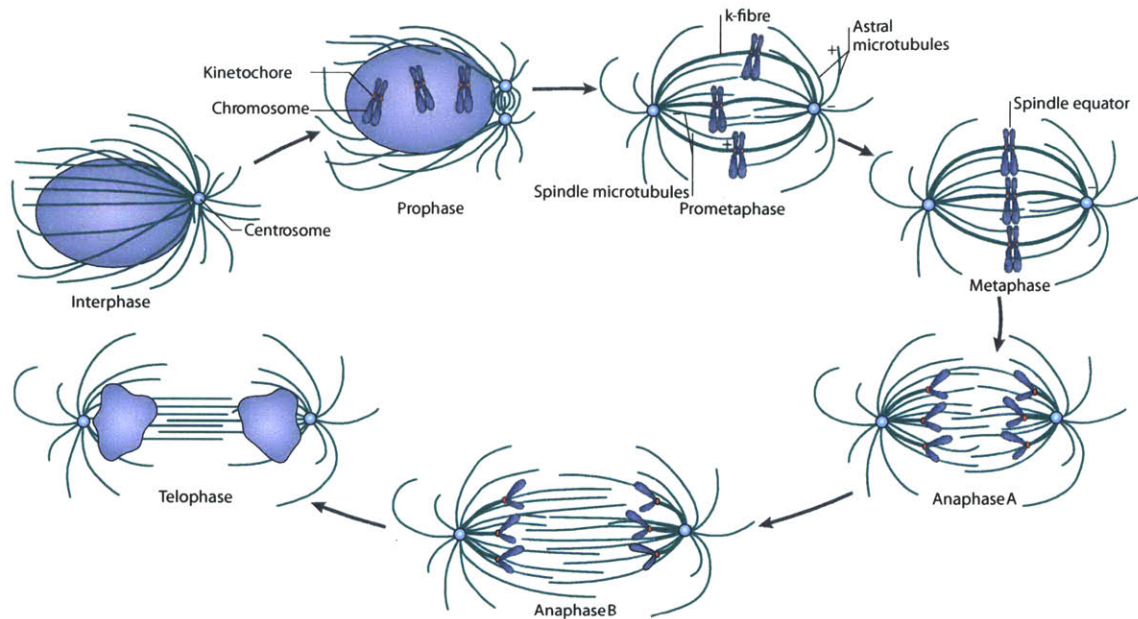 k-fibre
Astral
microtubules
+
Kinetochore
Chromosome
-
Spindle equator
+
Spindle microtubules
Prophase
Prometaphase
-
Centrosome
Interphase
Metaphase
Telophase
Anaphase A
Anaphase B